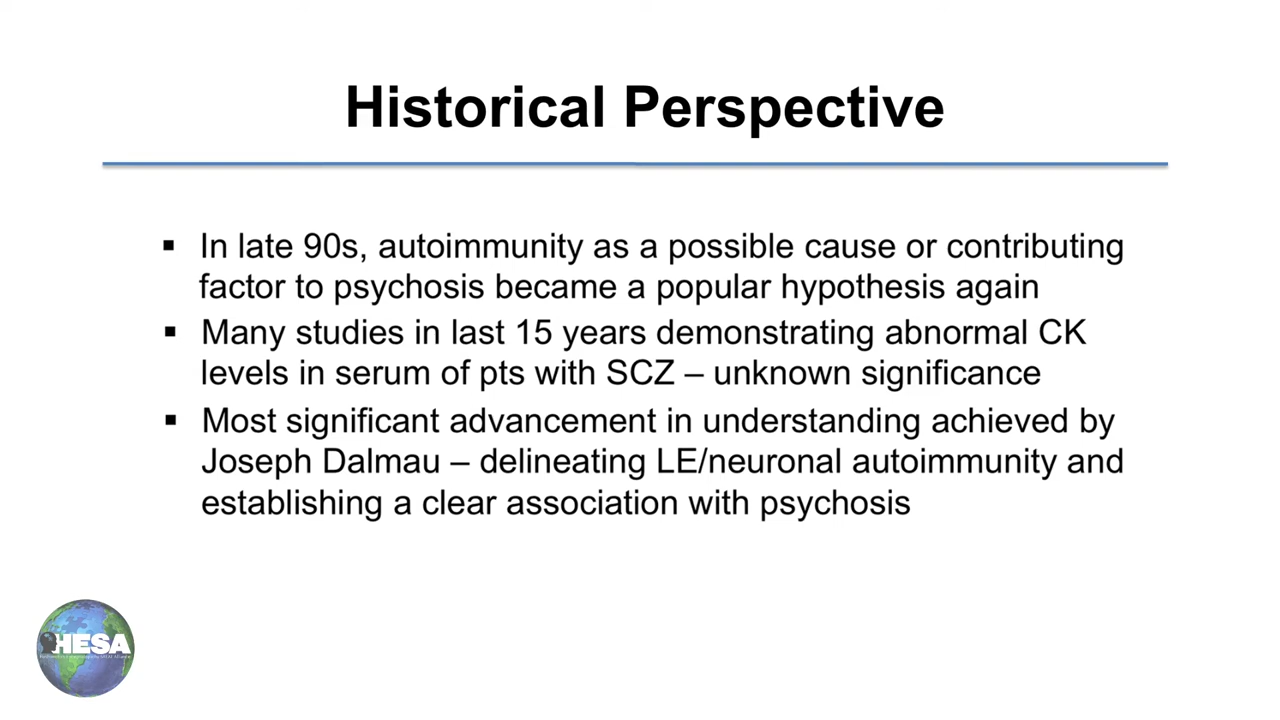 Historical Perspective
▪ In late 90s, autoimmunity as a possible cause or contributing
factor to psychosis became a popular hypothesis again
▪ Many studies in last 15 years demonstrating abnormal CK
levels in serum of pts with SCZ – unknown significance
▪ Most significant advancement in understanding achieved by
Joseph Dalmau – delineating LE/neuronal autoimmunity and
establishing a clear association with psychosis
HESA